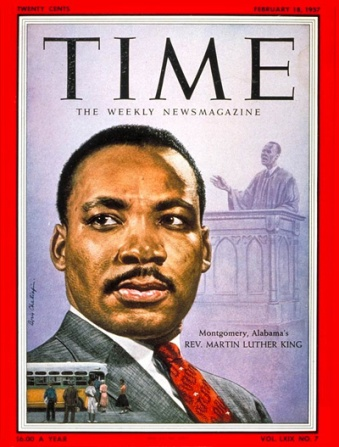 TWENTY CENTS FEBRUARY 18, 1957
TIME
THE WEEKLY NEWSMAGAZINE
Montgomery, Alabama's
REV. MARTIN LUTHER KING
$6.00 A YEAR VOL. LXIX NO. 7